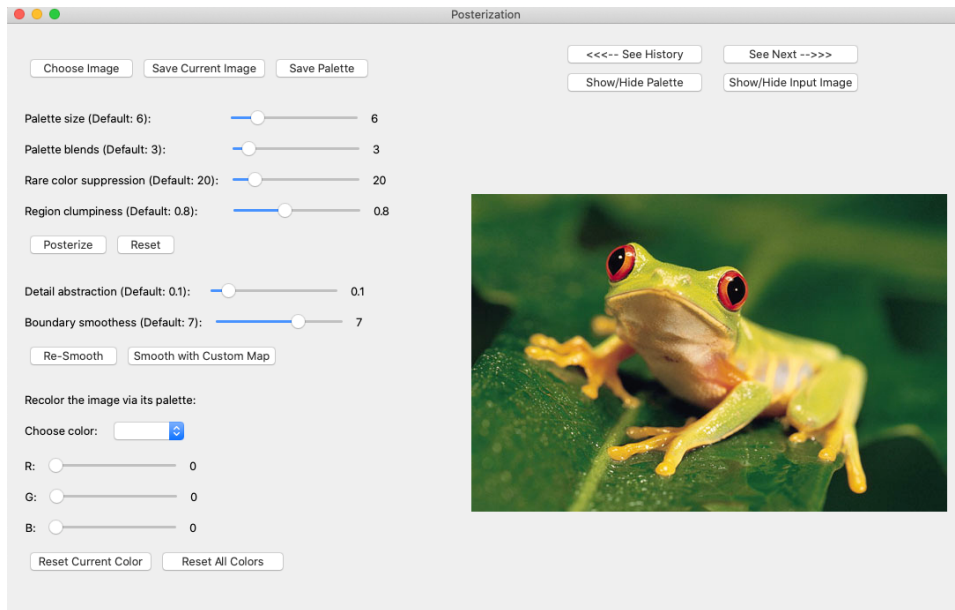 Posterization
Choose Image Save Current Image Save Palette
<<<-- See History See Next -->>>
Show/Hide Palette Show/Hide Input Image
Palette size (Default: 6): 6
Palette blends (Default: 3): 3
Rare color suppression (Default: 20): 20
Region clumpiness (Default: 0.8): 0.8
Posterize Reset
Detail abstraction (Default: 0.1): 0.1
Boundary smoothess (Default: 7): 7
Re-Smooth Smooth with Custom Map
Recolor the image via its palette:
Choose color:
R: 0
G: 0
B: 0
Reset Current Color Reset All Colors